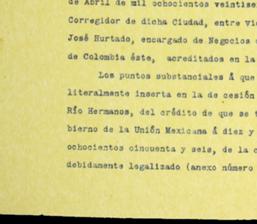 de Abril de mil ochocientos veintise
Corregidor de dicha Ciudad, entre Vi
José Hurtado, encargado de Negocios
de Colombia éste, acreditados en la
Los puntos substanciales á que
literalmente inserta en la de cesión
Río Hermanos, del crédito de que se t
bierno de la Unión Mexicana á diez y
ochocientos cincuenta y seis, de la c
debidamente legalizado (anexo número